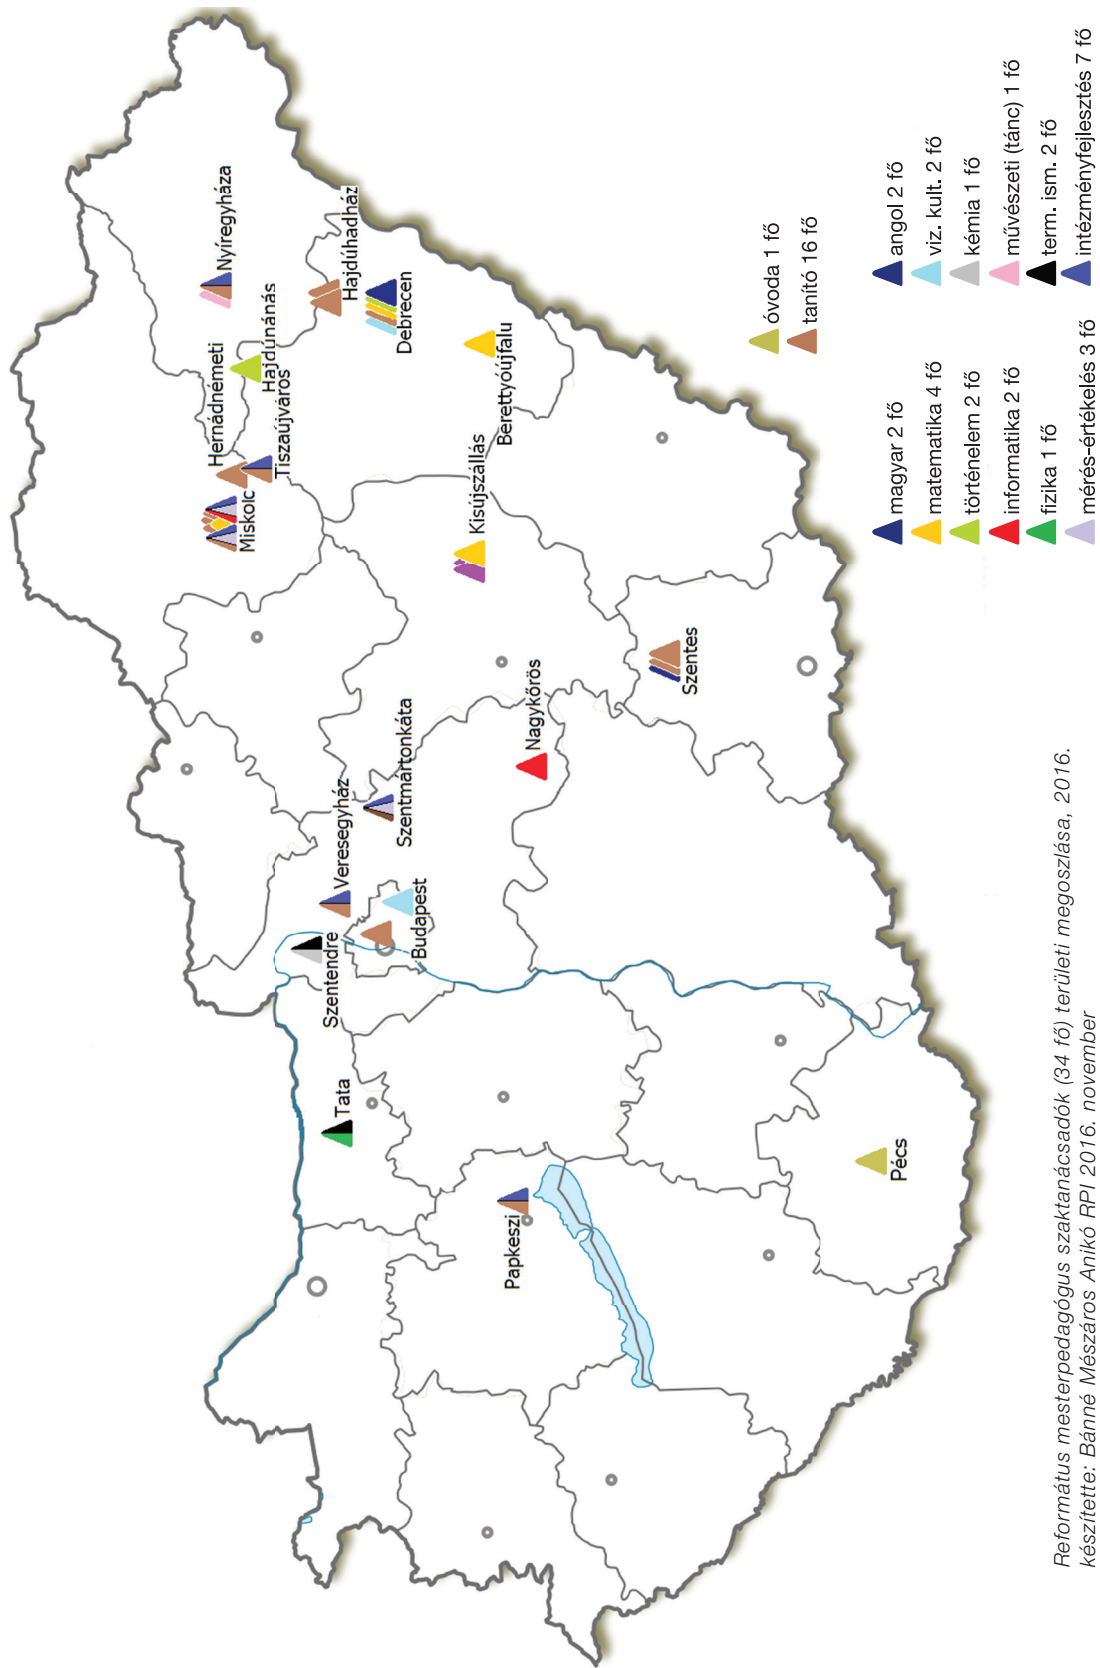 Nyíregyháza
Hernádnémeti
Hajdúnánás
Hajdúhadház
Tiszaújváros
Miskolc
Debrecen
Berettyóújfalu
Kisújszállás
Szentmártonkáta
Veresegyház
Nagykőrös
Szentes
Szentendre
Budapest
Tata
Papkeszi
Pécs
óvoda 1 fő
tanító 16 fő
magyar 2 fő
matematika 4 fő
történelem 2 fő
informatika 2 fő
fizika 1 fő
mérés-értékelés 3 fő
angol 2 fő
viz. kult. 2 fő
kémia 1 fő
művészeti (tánc) 1 fő
term. ism. 2 fő
intézményfejlesztés 7 fő
Református mesterpedagógus szaktanácsadók (34 fő) területi megoszlása, 2016.
készítette: Bánné Mészáros Anikó RPI 2016. november